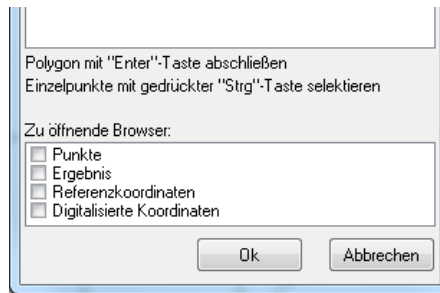 Polygon mit "Enter"-Taste abschließen
Einzelpunkte mit gedrückter "Strg"-Taste selektieren
Zu öffnende Browser:
Punkte
Ergebnis
Referenzkoordinaten
Digitalisierte Koordinaten
Ok Abbrechen